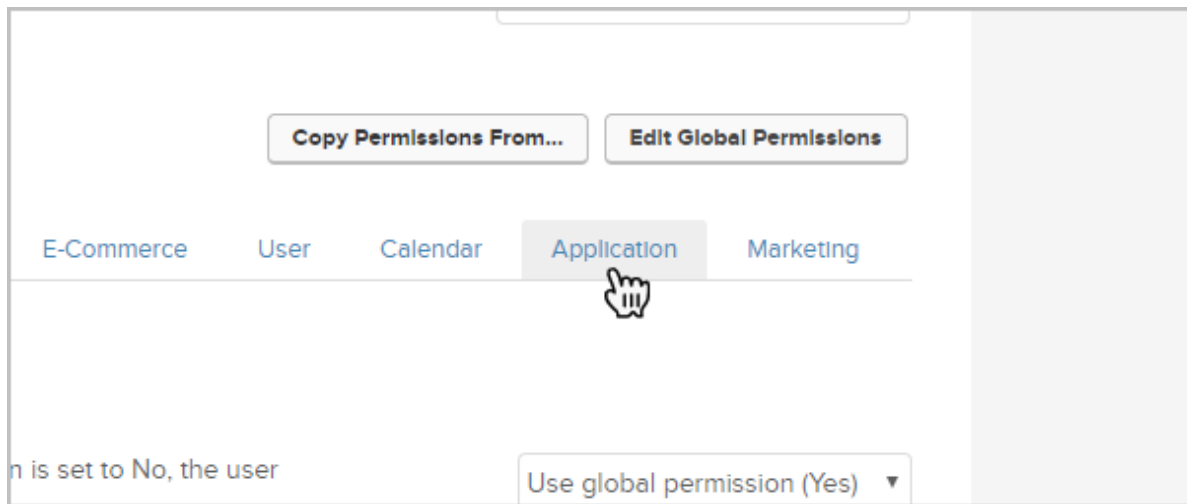 Copy Permissions From... Edit Global Permissions
E-Commerce User Calendar Application Marketing
n is set to No, the user
Use global permission (Yes)